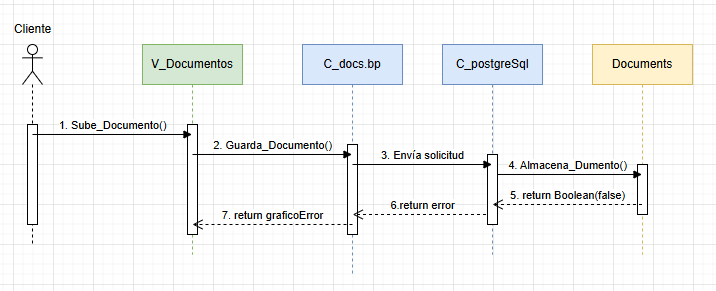 Cliente
V_Documentos
C_docs.bp
C_postgreSql
Documents
1. Sube_Documento()
2. Guarda_Documento()
3. Envía solicitud
4. Almacena_Dumento()
5. return Boolean(false)
6.return error
7. return graficoError